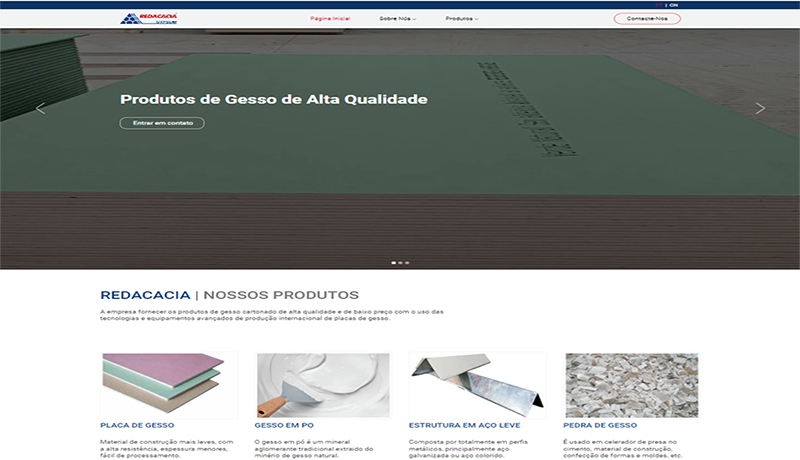 | CN
REDACACIA
GYPSUM
Página Inicial
Sobre Nós
Produtos
Contacte-Nós
Produtos de Gesso de Alta Qualidade
Entrar em contato
REDACACIA | NOSSOS PRODUTOS
A empresa fornecer os produtos de gesso cartonado de alta qualidade e de baixo preço com o uso das
tecnologias e equipamentos avançados de produção internacional de placas de gesso.
PLACA DE GESSO
Material de construção mais leves, com
a alta resistência, espessura menores,
fácil de processamento.
GESSO EM PO
O gesso em pó é um mineral
aglomerante tradicional extraido do
minério de gesso natural.
ESTRUTURA EM AÇO LEVE
Composta por totalmente em perfis
metálicos, principalmente aço
galvanizada ou aço colorido.
PEDRA DE GESSO
É usado em celerador de presa no
cimento, material de construção,
confecção de formas e moldes, etc.